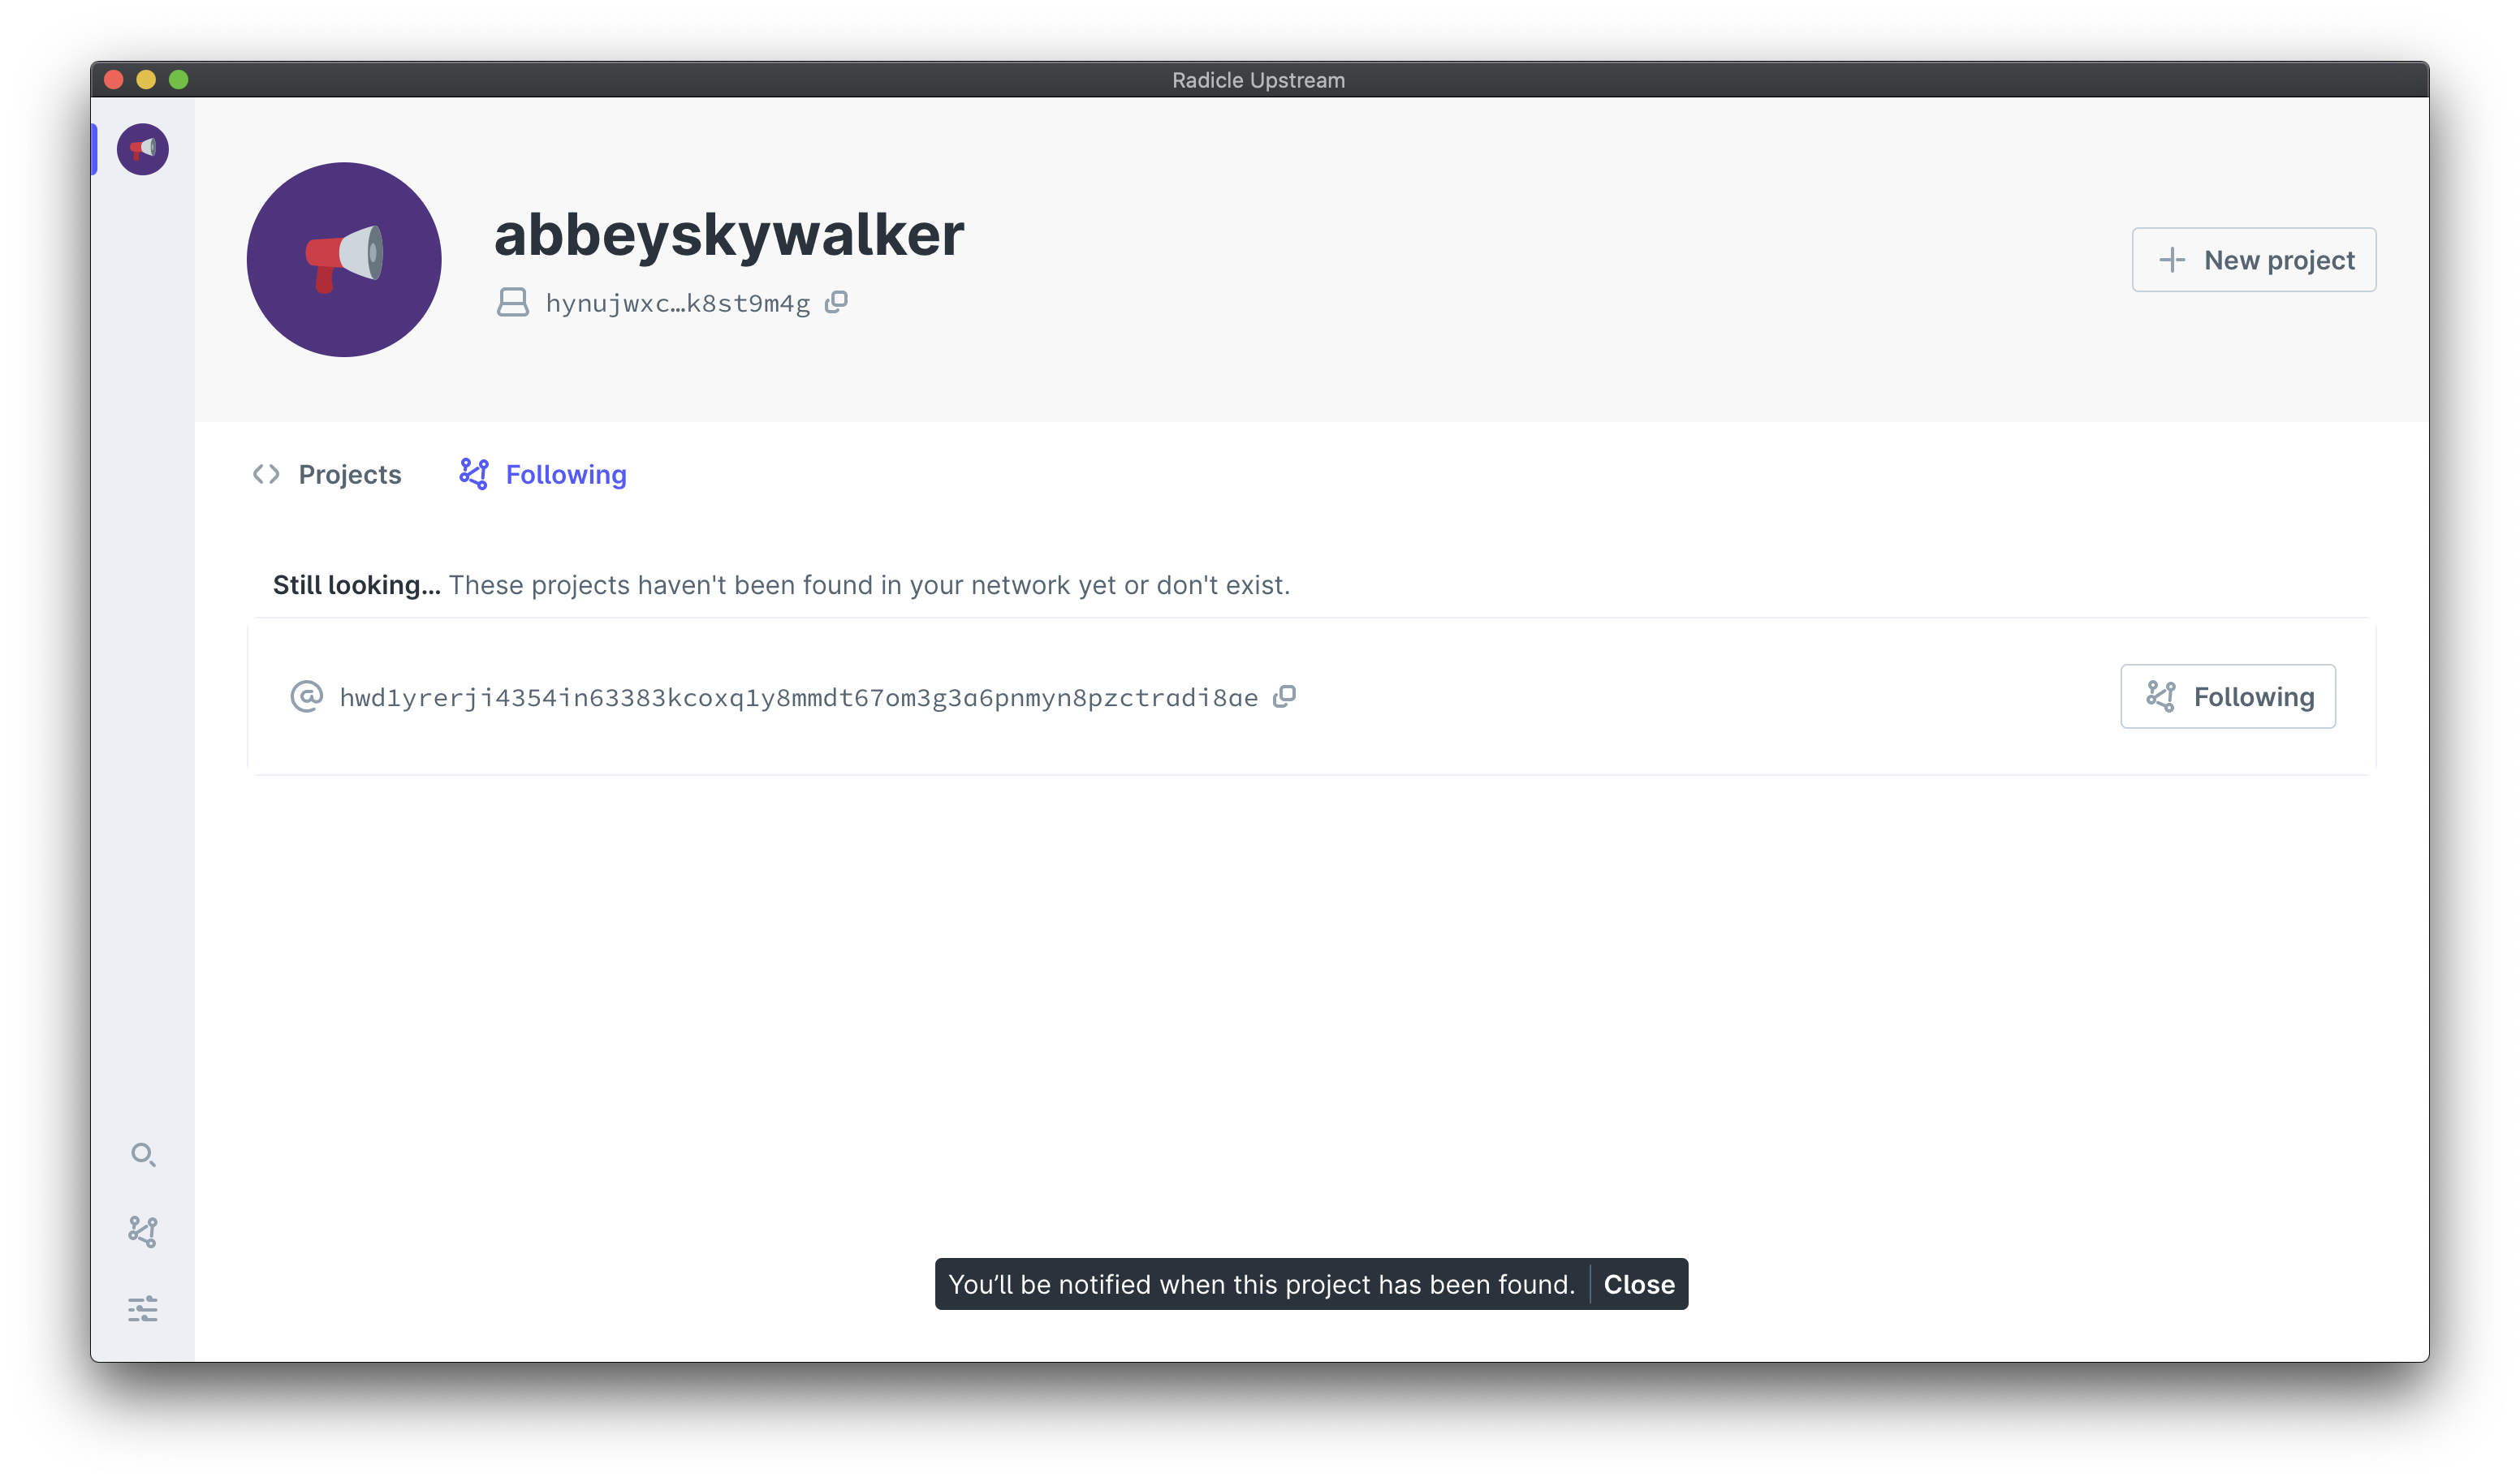 Radicle Upstream
abbeyskywalker
hynujwxc…k8st9m4g
New project
Projects
Following
Still looking... These projects haven't been found in your network yet or don't exist.
hwd1yrerji4354in63383kcoxq1y8mmdt67om3g3a6pnmyn8pzctradi8ae
Following
You’ll be notified when this project has been found.
Close